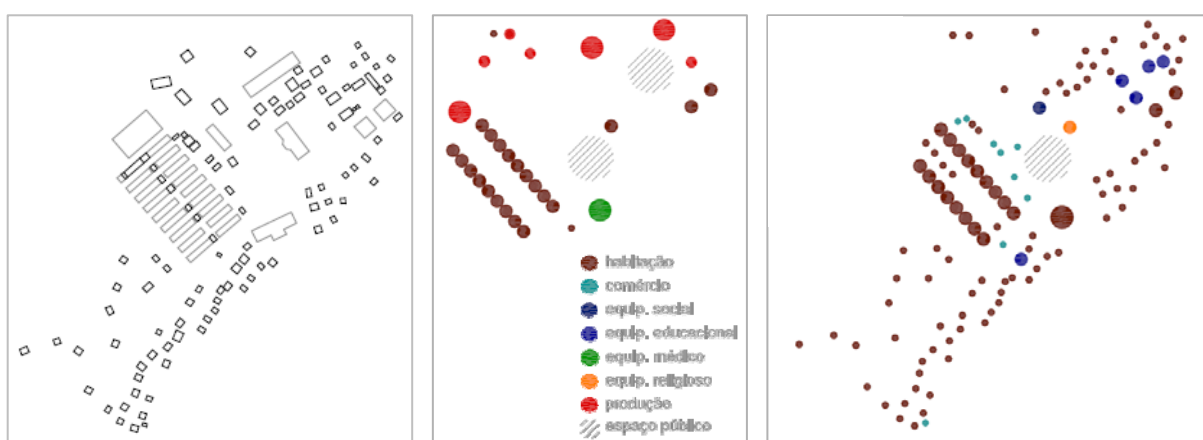 habitação
comércio
equip. social
equip. educacional
equip. médico
equip. religioso
produção
espaço público